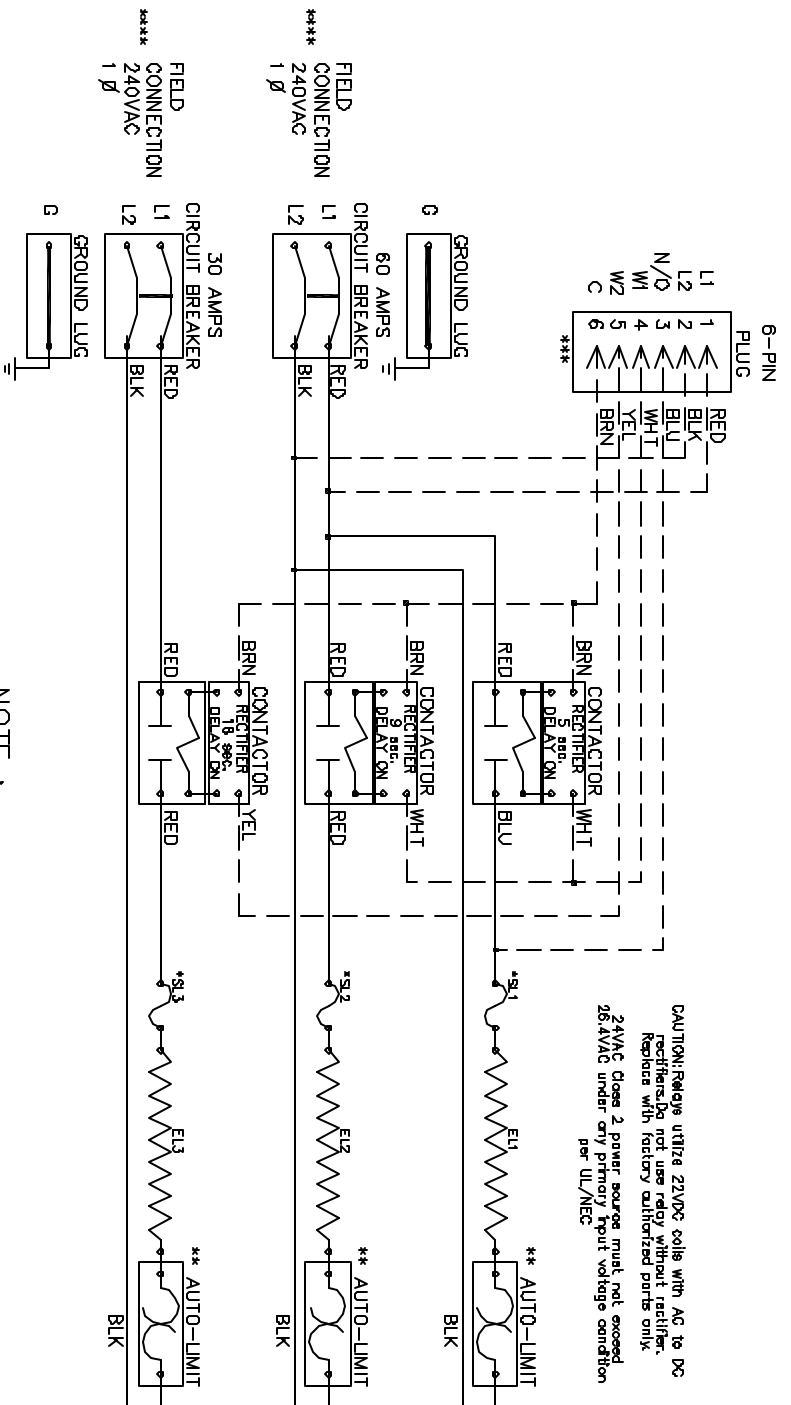 6-PIN
PLUG
L1
L2
N/O
W1
W2
C
1
2
3
4
5
6
***
RED
BLK
BLU
WHT
YEL
BRN
CAUTION: Relays utilize 22VDC coils with AC to DC
rectifiers. Do not use relay without rectifier.
Replace with factory authorized parts only.
24VAC Class 2 power source must not exceed
26.4VAC under any primary input voltage condition
per UL/NEC
BRN
CONTACTOR
RECTIFIER
5 sec.
DELAY ON
WHT
RED
BLU
*SL1
EL1
** AUTO-LIMIT
BLK
GROUND LUG
G
60 AMPS
CIRCUIT BREAKER
L1
L2
FIELD
**** CONNECTION
240VAC
1 Ø
RED
BLK
BRN
CONTACTOR
RECTIFIER
9 sec.
DELAY ON
WHT
RED
RED
*SL2
EL2
** AUTO-LIMIT
BLK
30 AMPS
CIRCUIT BREAKER
L1
L2
FIELD
**** CONNECTION
240VAC
1 Ø
RED
BLK
BRN
CONTACTOR
RECTIFIER
DELAY ON
YEL
RED
RED
*SL3
EL3
** AUTO-LIMIT
BLK
GROUND LUG
G